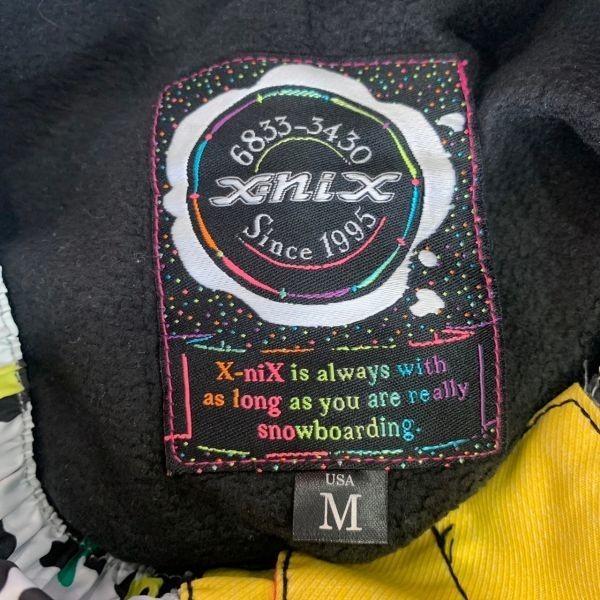 6833-3430
X-niX
Since 1995
X-niX is always with
as long as you are really
snowboarding.
USA
M